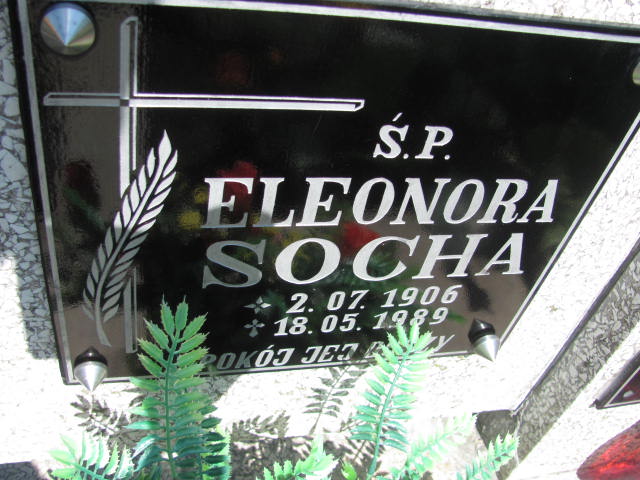 Ś.P.
ELEONORA
SOCHA
2.07.1906
18.05.1989
POKÓJ JEJ